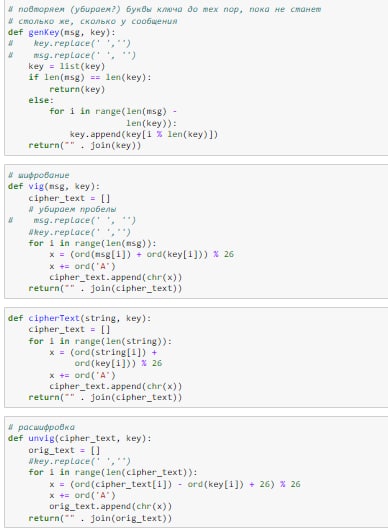 # повторяем (убираем?) буквы ключа до тех пор, пока не станет
# столько же, сколько у сообщения
def genKey(msg, key):
#    key.replace(' ','')
#    msg.replace(' ', '')
    key = list(key)
    if len(msg) == len(key):
        return(key)
    else:
        for i in range(len(msg) -
                       len(key)):
            key.append(key[i % len(key)])
    return("" . join(key))
# шифрование
def vig(msg, key):
    cipher_text = []
    # убираем пробелы
#    msg.replace(' ', '')
    #key.replace(' ','')
    for i in range(len(msg)):
        x = (ord(msg[i]) + ord(key[i])) % 26
        x += ord('A')
        cipher_text.append(chr(x))
    return("" . join(cipher_text))
def cipherText(string, key):
    cipher_text = []
    for i in range(len(string)):
        x = (ord(string[i]) +
             ord(key[i])) % 26
        x += ord('A')
        cipher_text.append(chr(x))
    return("" . join(cipher_text))
# расшифровка
def unvig(cipher_text, key):
    orig_text = []
    #key.replace(' ','')
    for i in range(len(cipher_text)):
        x = (ord(cipher_text[i]) - ord(key[i]) + 26) % 26
        x += ord('A')
        orig_text.append(chr(x))
    return("" . join(orig_text))